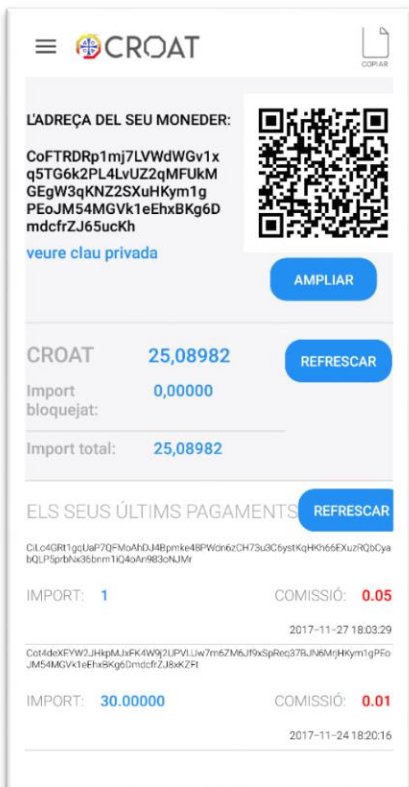 CROAT
COPIAR
L'ADREÇA DEL SEU MONEDER:
CoFTRDRp1mj7LVWdWGv1x
q5TG6k2PL4LvUZ2qMFUkM
GEgW3qKNZ2SXuHKym1g
PEoJM54MGVk1eEhxBKg6D
mdcfrZJ65ucKh
veure clau privada
AMPLIAR
CROAT 25,08982
REFRESCAR
Import bloquejat: 0,00000
Import total: 25,08982
ELS SEUS ÚLTIMS PAGAMENTS
REFRESCAR
IMPORT: 1 COMISSIÓ: 0.05
2017-11-27 18:03:29
IMPORT: 30.00000 COMISSIÓ: 0.01
2017-11-24 18:20:16